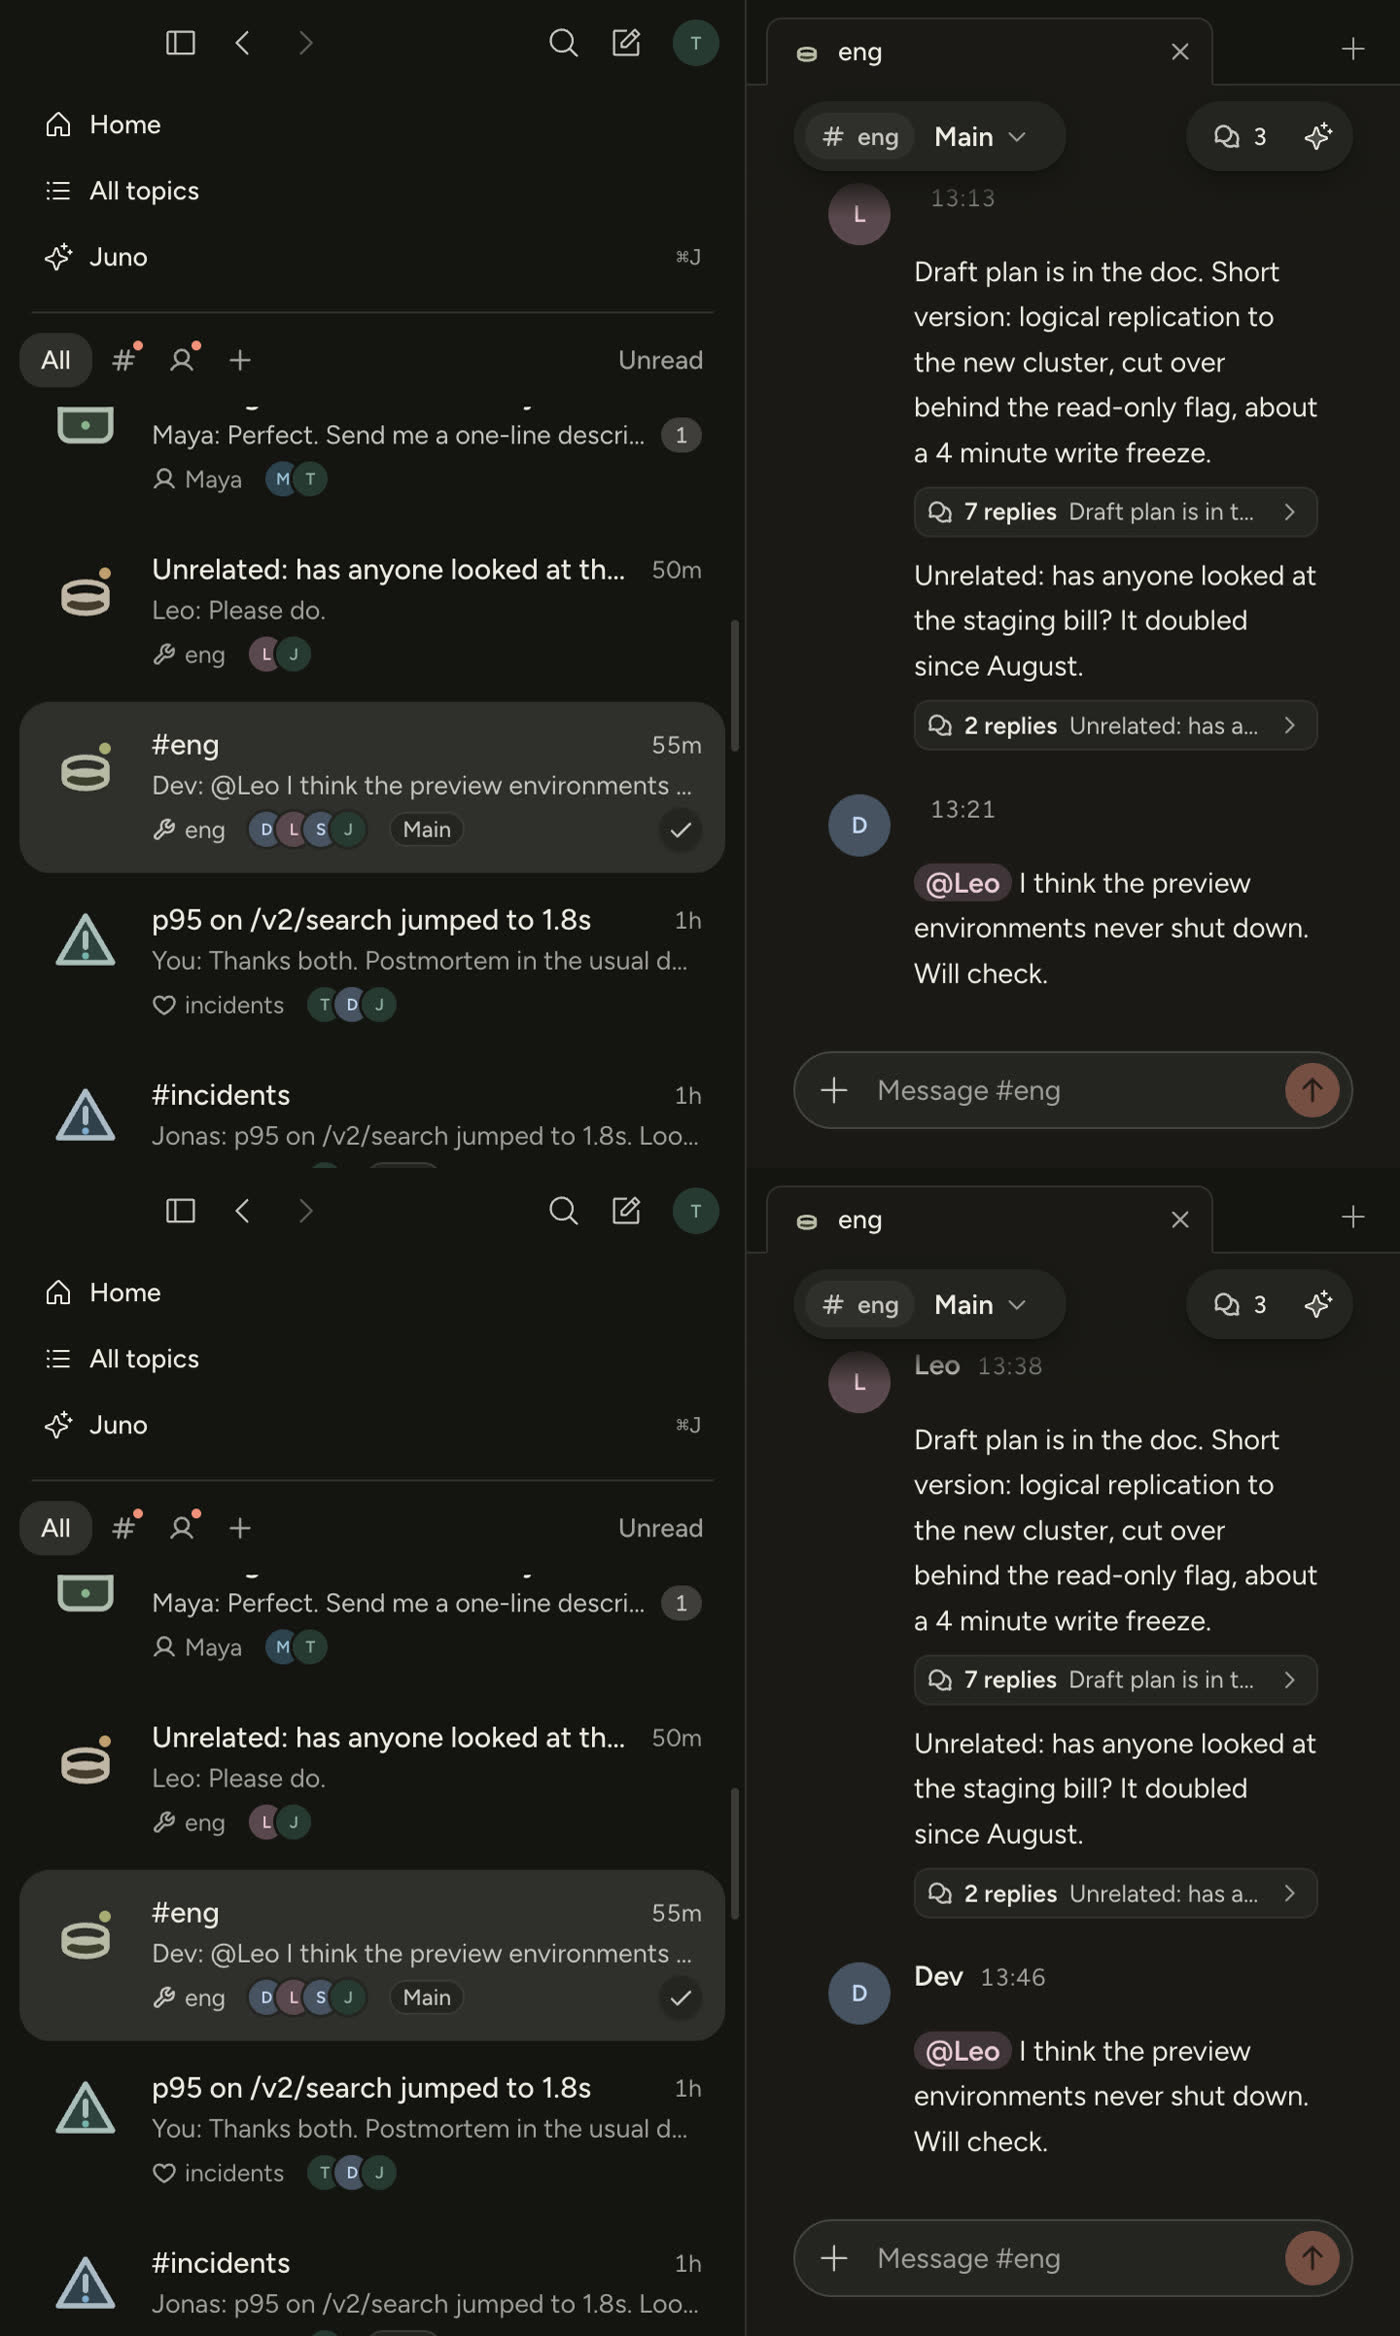 T
Home
All topics
Juno
⌘J
All
Unread
Maya: Perfect. Send me a one-line descri...
1
Maya
M
T
Unrelated: has anyone looked at th...
50m
Leo: Please do.
eng
L
J
#eng
55m
Dev: @Leo I think the preview environments ...
eng
D
L
S
J
Main
p95 on /v2/search jumped to 1.8s
1h
You: Thanks both. Postmortem in the usual d...
incidents
T
D
J
#incidents
1h
Jonas: p95 on /v2/search jumped to 1.8s. Loo...
eng
# eng
Main
3
L
13:13
Draft plan is in the doc. Short
version: logical replication to
the new cluster, cut over
behind the read-only flag, about
a 4 minute write freeze.
7 replies Draft plan is in t...
Unrelated: has anyone looked at
the staging bill? It doubled
since August.
2 replies Unrelated: has a...
D
13:21
@Leo I think the preview
environments never shut down.
Will check.
Message #eng
T
Home
All topics
Juno
⌘J
All
Unread
Maya: Perfect. Send me a one-line descri...
1
Maya
M
T
Unrelated: has anyone looked at th...
50m
Leo: Please do.
eng
L
J
#eng
55m
Dev: @Leo I think the preview environments ...
eng
D
L
S
J
Main
p95 on /v2/search jumped to 1.8s
1h
You: Thanks both. Postmortem in the usual d...
incidents
T
D
J
#incidents
1h
Jonas: p95 on /v2/search jumped to 1.8s. Loo...
eng
# eng
Main
3
L
Leo 13:38
Draft plan is in the doc. Short
version: logical replication to
the new cluster, cut over
behind the read-only flag, about
a 4 minute write freeze.
7 replies Draft plan is in t...
Unrelated: has anyone looked at
the staging bill? It doubled
since August.
2 replies Unrelated: has a...
D
Dev 13:46
@Leo I think the preview
environments never shut down.
Will check.
Message #eng